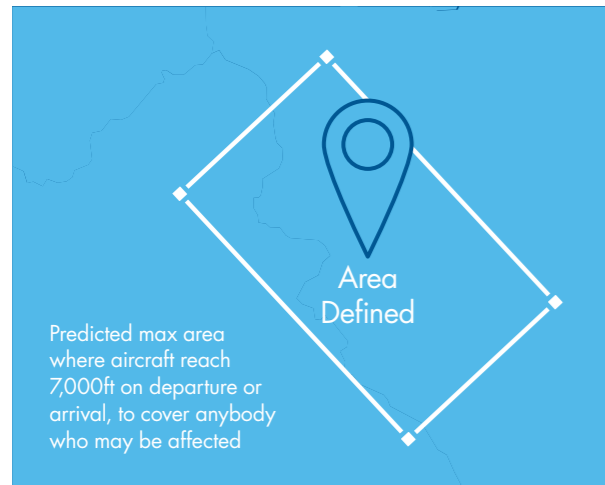 Area
Defined
Predicted max area
where aircraft reach
7,000ft on departure or
arrival, to cover anybody
who may be affected